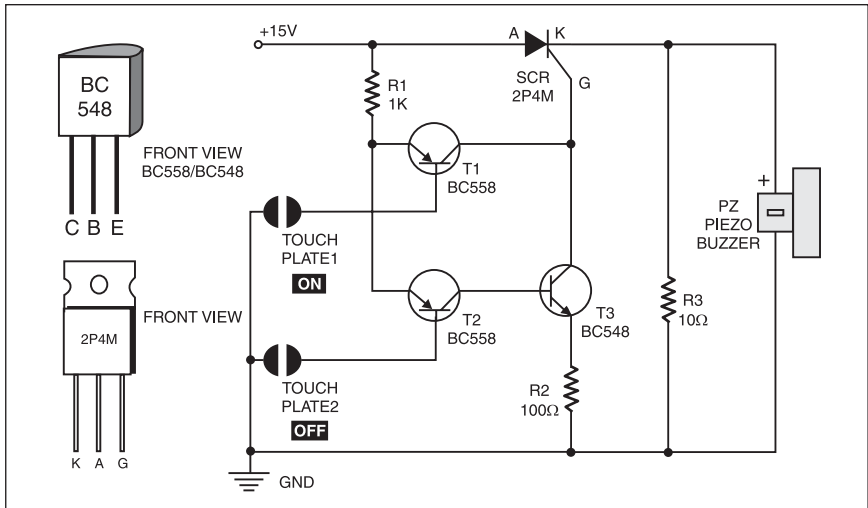 BC
548
FRONT VIEW
BC558/BC548
C B E
FRONT VIEW
2P4M
K A G
+15V
R1
1K
A K
SCR
2P4M
G
T1
BC558
TOUCH
PLATE1
ON
T2
BC558
T3
BC548
TOUCH
PLATE2
OFF
R2
100Ω
R3
10Ω
+
PZ
PIEZO
BUZZER
GND